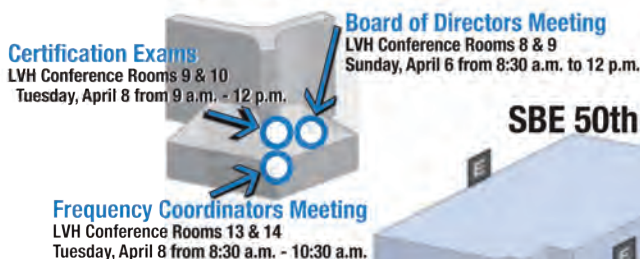 Board of Directors Meeting
LVH Conference Rooms 8 & 9
Sunday, April 6 from 8:30 a.m. to 12 p.m.
Certification Exams
LVH Conference Rooms 9 & 10
Tuesday, April 8 from 9 a.m. - 12 p.m.
SBE 50th
E
E
Frequency Coordinators Meeting
LVH Conference Rooms 13 & 14
Tuesday, April 8 from 8:30 a.m. - 10:30 a.m.